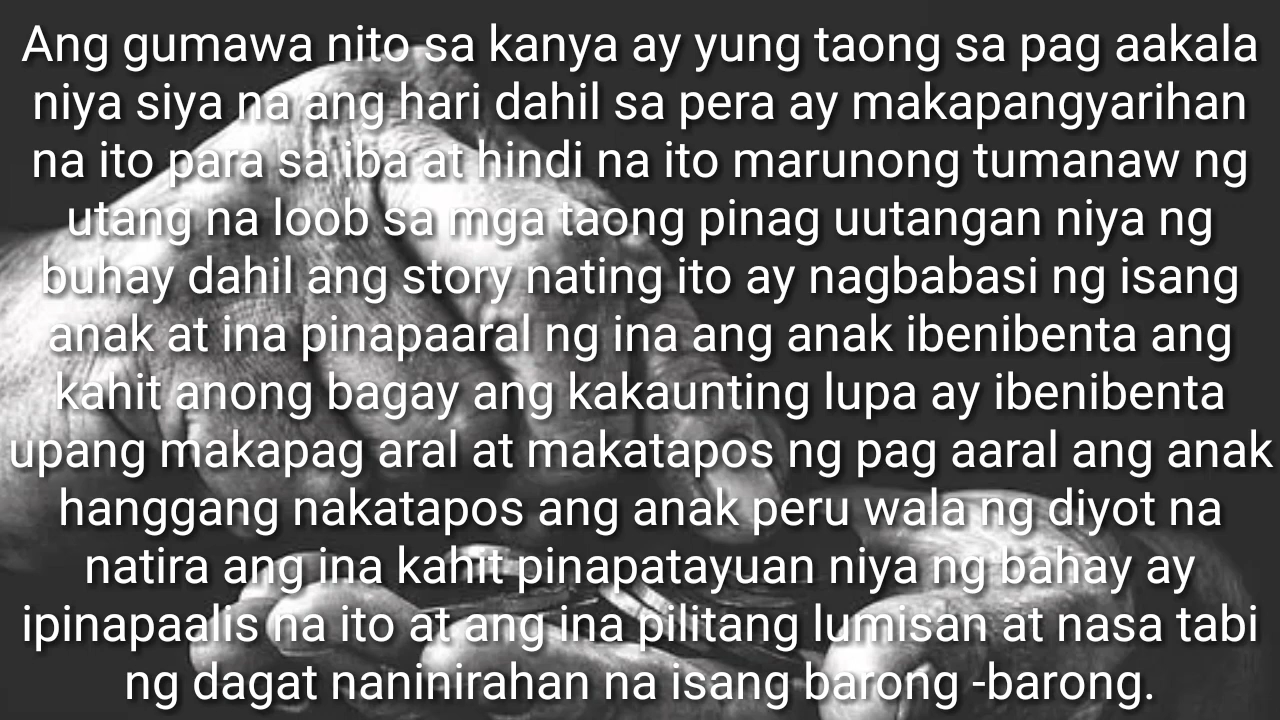 Ang gumawa nito sa kanya ay yung taong sa pag aakala
niya siya na ang hari dahil sa pera ay makapangyarihan
na ito para sa iba at hindi na ito marunong tumanaw ng
utang na loob sa mga taong pinag uutangan niya ng
buhay dahil ang story nating ito ay nagbabasi ng isang
anak at ina pinapaaral ng ina ang anak ibenibenta ang
kahit anong bagay ang kakaunting lupa ay ibenibenta
upang makapag aral at makatapos ng pag aaral ang anak
hanggang nakatapos ang anak peru wala ng diyot na
natira ang ina kahit pinapatayuan niya ng bahay ay
ipinapaalis na ito at ang ina pilitang lumisan at nasa tabi
ng dagat naninirahan na isang barong -barong.